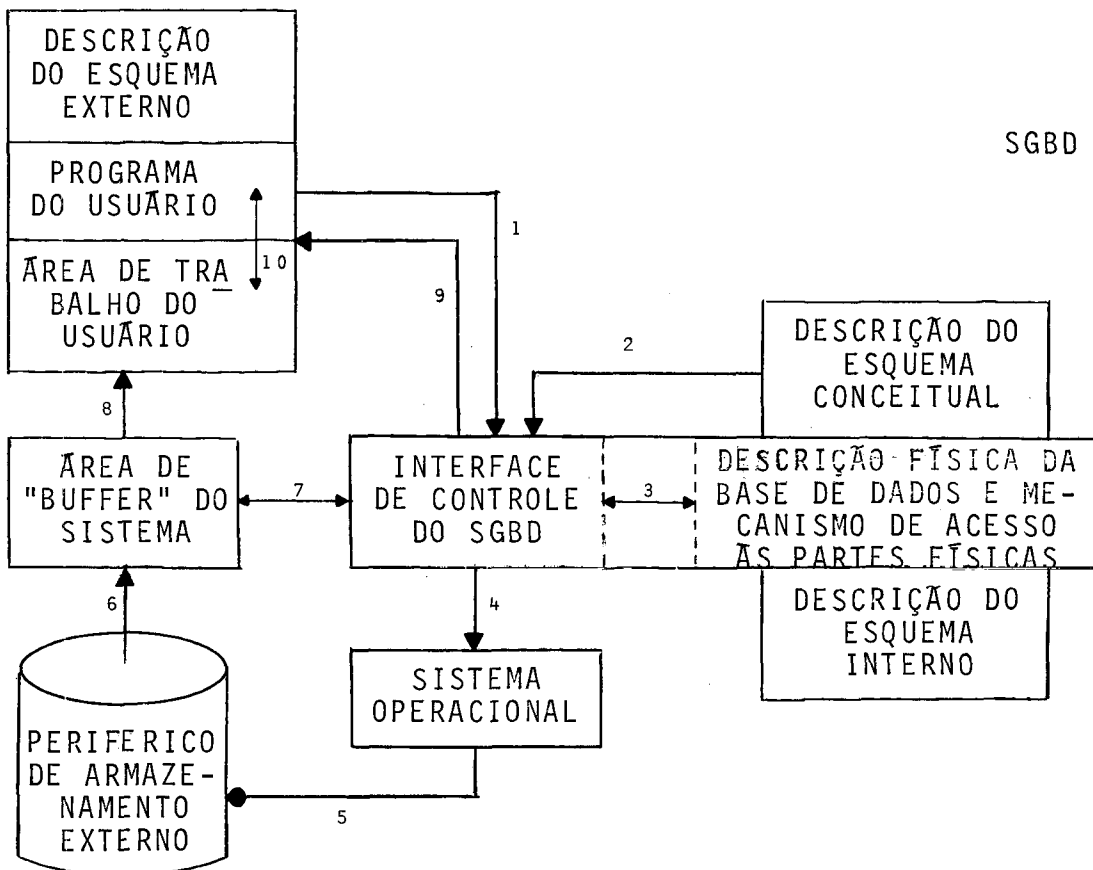 DESCRIÇÃO
DO ESQUEMA
EXTERNO
SGBD
PROGRAMA
DO USUÁRIO
1
10
ÁREA DE TRA
BALHO DO
USUÁRIO
9
2
DESCRIÇÃO DO
ESQUEMA
CONCEITUAL
8
ÁREA DE
"BUFFER" DO
SISTEMA
7
INTERFACE
DE CONTROLE
DO SGBD
3
DESCRIÇÃO FÍSICA DA
BASE DE DADOS E ME-
CANISMO DE ACESSO
ÀS PARTES FÍSICAS
6
4
DESCRIÇÃO DO
ESQUEMA
INTERNO
SISTEMA
OPERACIONAL
PERIFERICO
DE ARMAZE-
NAMENTO
EXTERNO
5